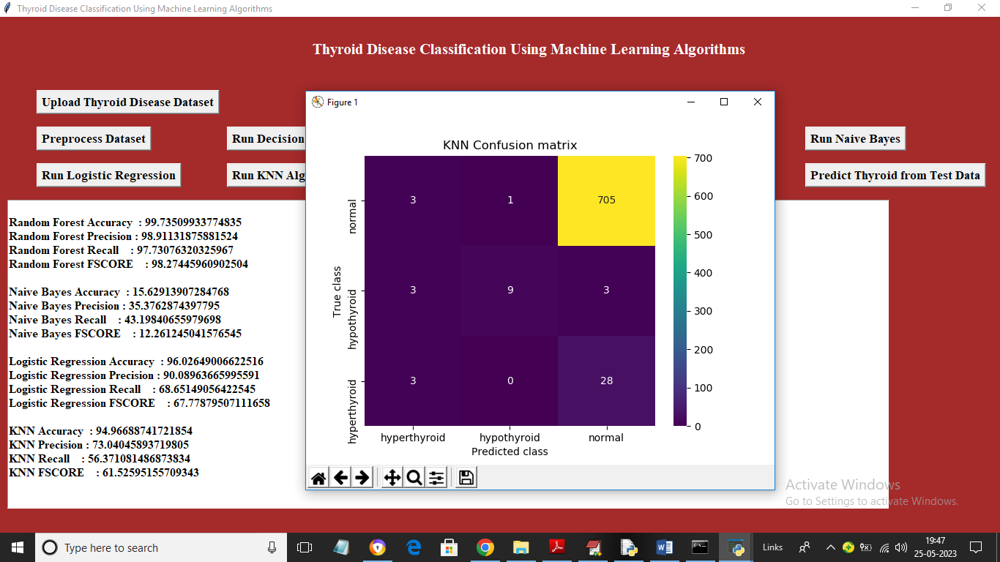 Thyroid Disease Classification Using Machine Learning Algorithms
Thyroid Disease Classification Using Machine Learning Algorithms
Upload Thyroid Disease Dataset
Preprocess Dataset
Run Decision
Run Naive Bayes
Run Logistic Regression
Run KNN Alg
Predict Thyroid from Test Data
Random Forest Accuracy : 99.73509933774835
Random Forest Precision : 98.91131875881524
Random Forest Recall : 97.73076320325967
Random Forest FSCORE : 98.27445960902504
Naive Bayes Accuracy : 15.62913907284768
Naive Bayes Precision : 35.3762874397795
Naive Bayes Recall : 43.19840655979698
Naive Bayes FSCORE : 12.261245041576545
Logistic Regression Accuracy : 96.02649006622516
Logistic Regression Precision : 90.08963665995591
Logistic Regression Recall : 68.65149056422545
Logistic Regression FSCORE : 67.77879507111658
KNN Accuracy : 94.96688741721854
KNN Precision : 73.04045893719805
KNN Recall : 56.371081486873834
KNN FSCORE : 61.52595155709343
Figure 1
KNN Confusion matrix
True class
normal
3 1 705
hypothyroid
3 9 3
hyperthyroid
3 0 28
hyperthyroid hypothyroid normal
Predicted class
700
600
500
400
300
200
100
0
Activate Windows
Go to Settings to activate Windows.
Type here to search
Links
19:47
25-05-2023